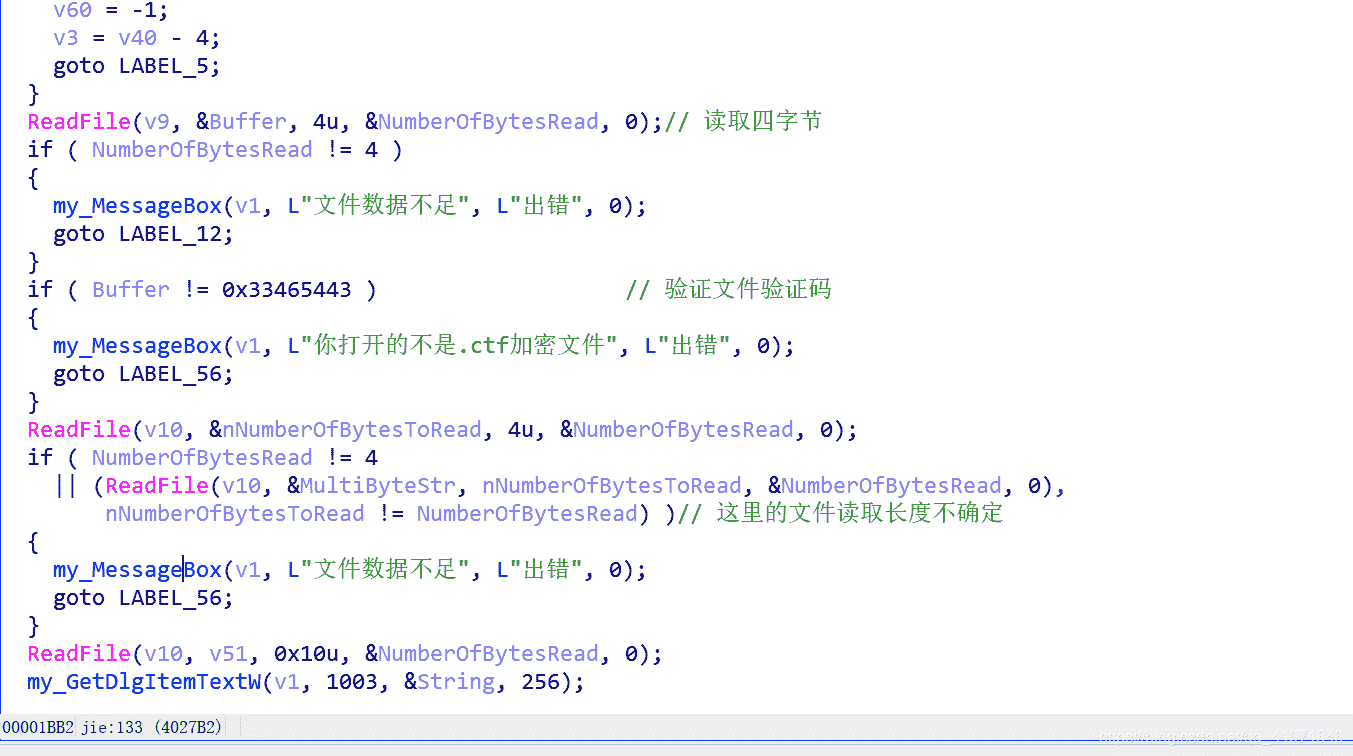 v60 = -1;
v3 = v40 - 4;
goto LABEL_5;
}
ReadFile(v9, &Buffer, 4u, &NumberOfBytesRead, 0);// 读取四字节
if ( NumberOfBytesRead != 4 )
{
my_MessageBox(v1, L"文件数据不足", L"出错", 0);
goto LABEL_12;
}
if ( Buffer != 0x33465443 ) // 验证文件验证码
{
my_MessageBox(v1, L"你打开的不是.ctf加密文件", L"出错", 0);
goto LABEL_56;
}
ReadFile(v10, &nNumberOfBytesToRead, 4u, &NumberOfBytesRead, 0);
if ( NumberOfBytesRead != 4
|| (ReadFile(v10, &MultiByteStr, nNumberOfBytesToRead, &NumberOfBytesRead, 0),
nNumberOfBytesToRead != NumberOfBytesRead) )// 这里的文件读取长度不确定
{
my_MessageBox(v1, L"文件数据不足", L"出错", 0);
goto LABEL_56;
}
ReadFile(v10, v51, 0x10u, &NumberOfBytesRead, 0);
my_GetDlgItemTextW(v1, 1003, &String, 256);
00001BB2 jie:133 (4027B2)